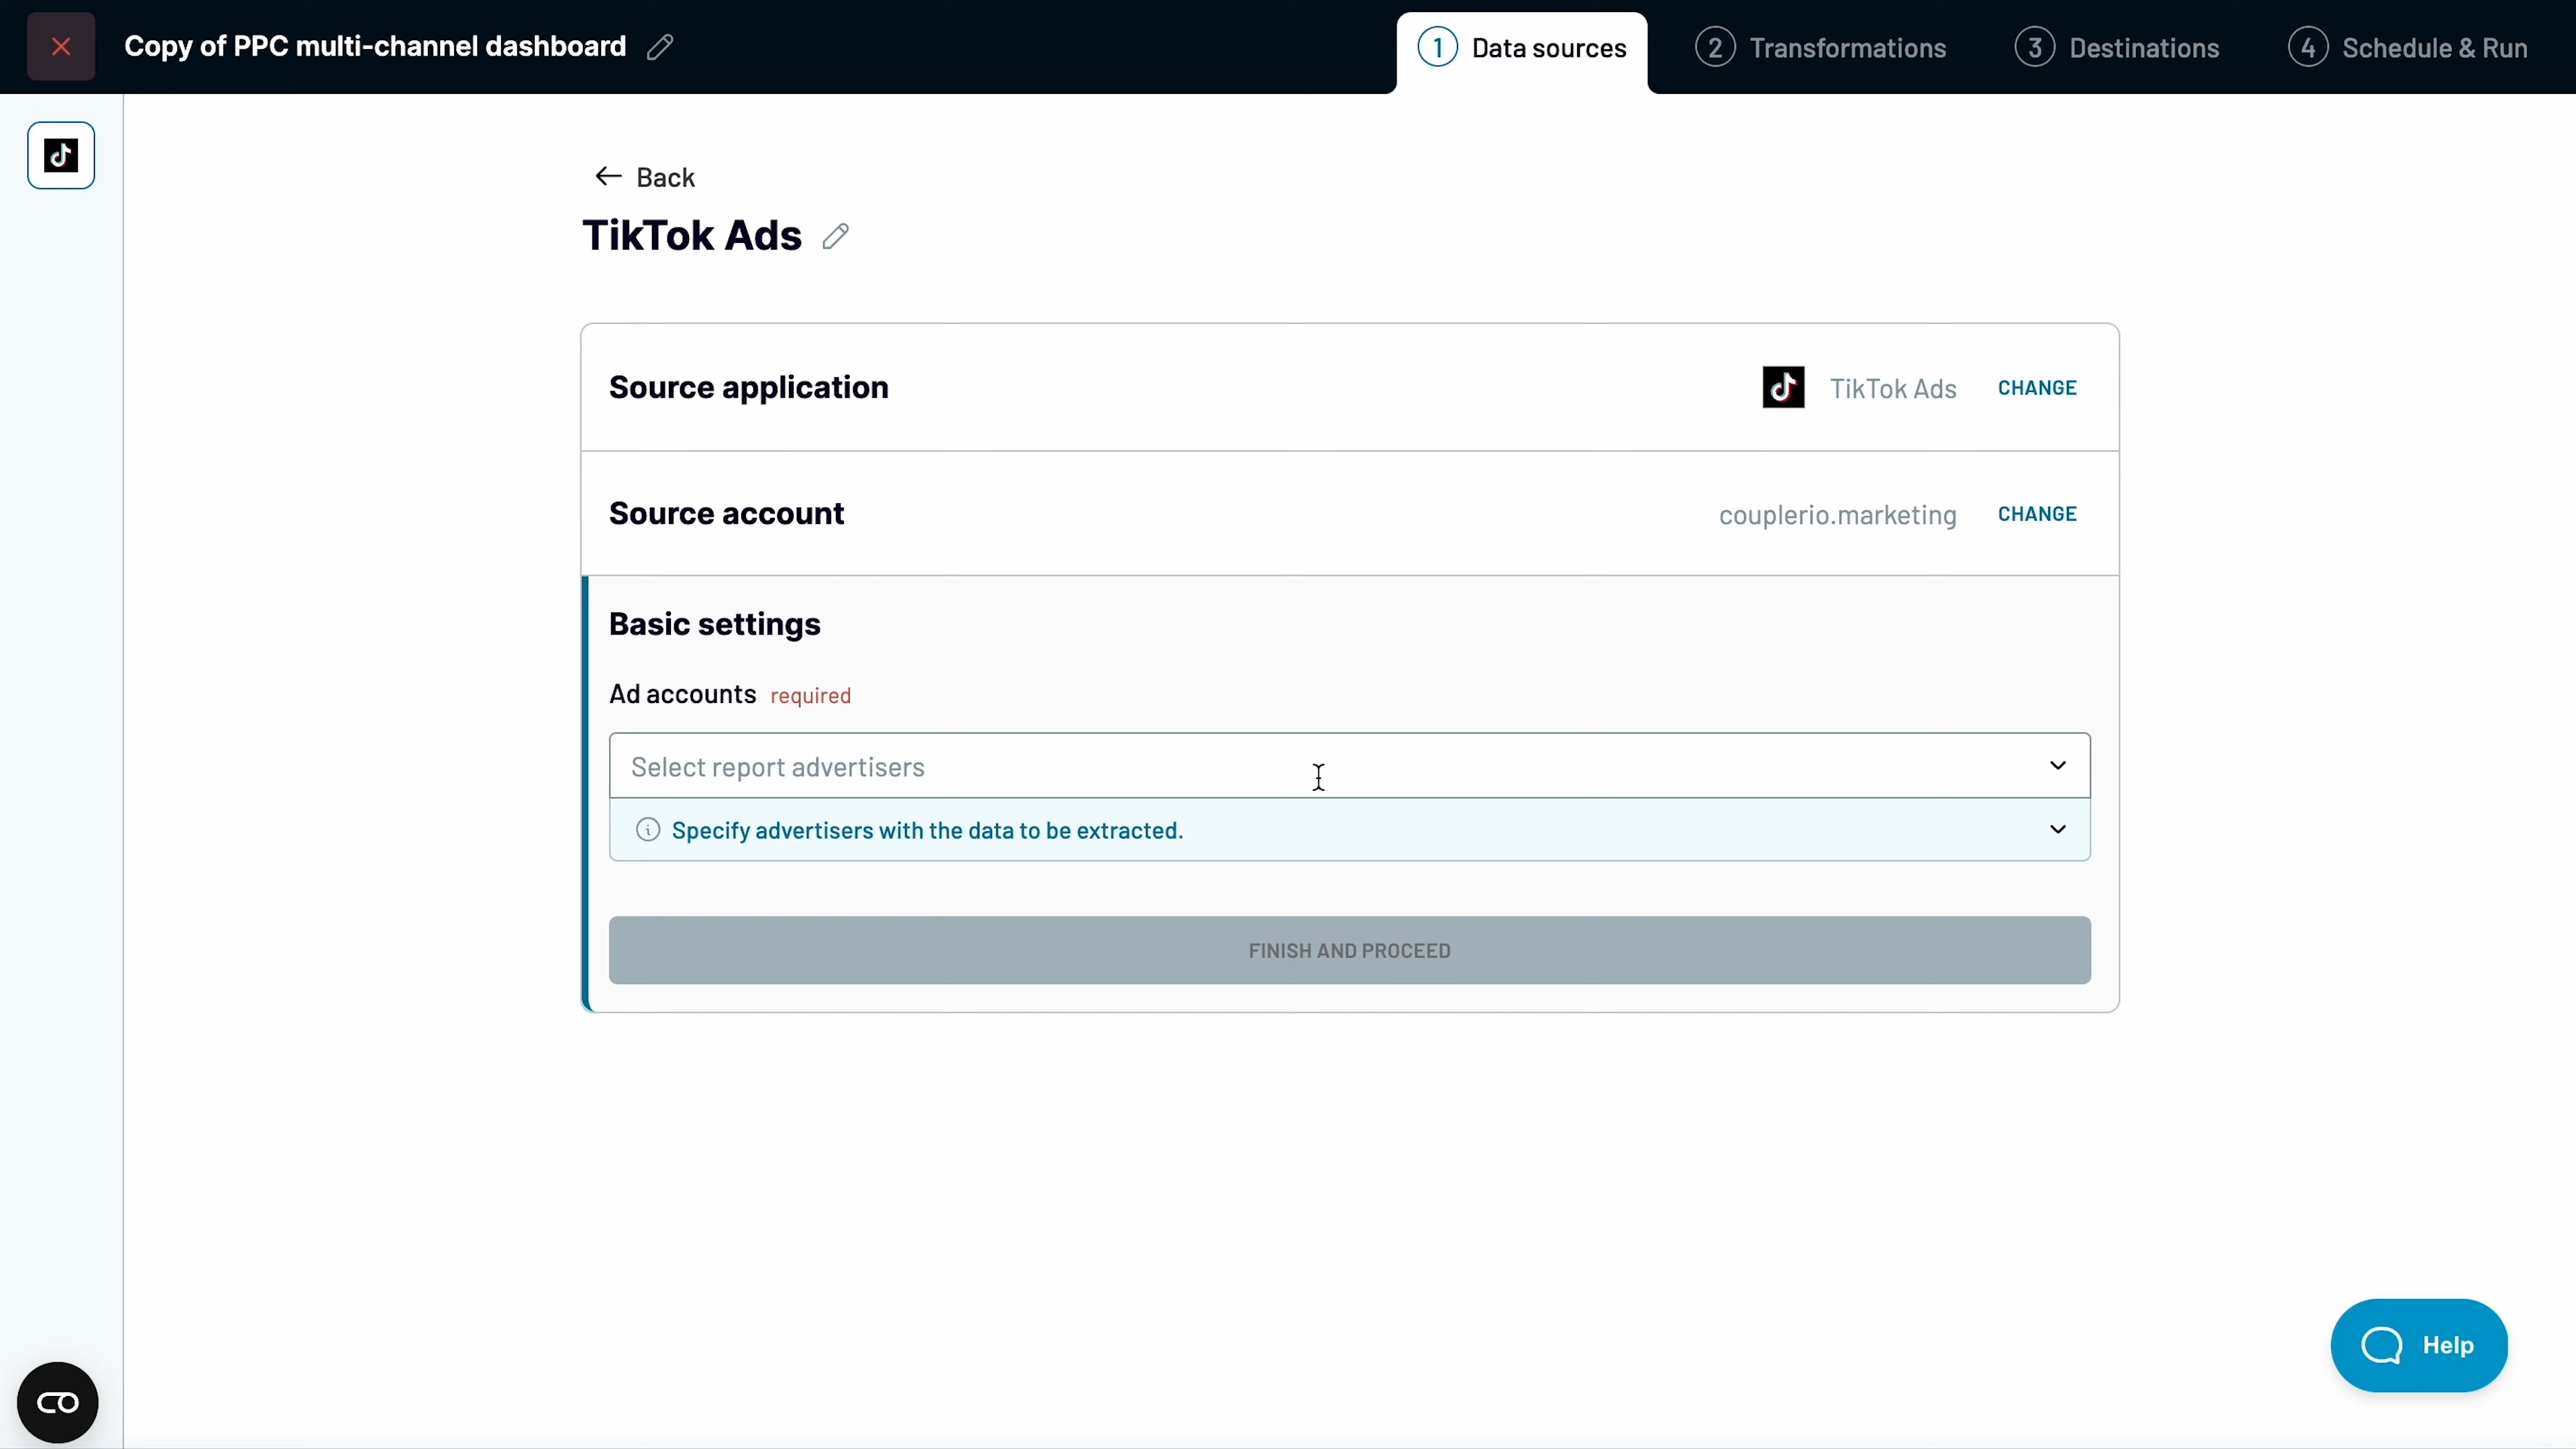 Copy of PPC multi-channel dashboard
1 Data sources
2 Transformations
3 Destinations
4 Schedule & Run
Back
TikTok Ads
Source application
TikTok Ads
CHANGE
Source account
couplerio.marketing
CHANGE
Basic settings
Ad accounts required
Select report advertisers
Specify advertisers with the data to be extracted.
FINISH AND PROCEED
Help